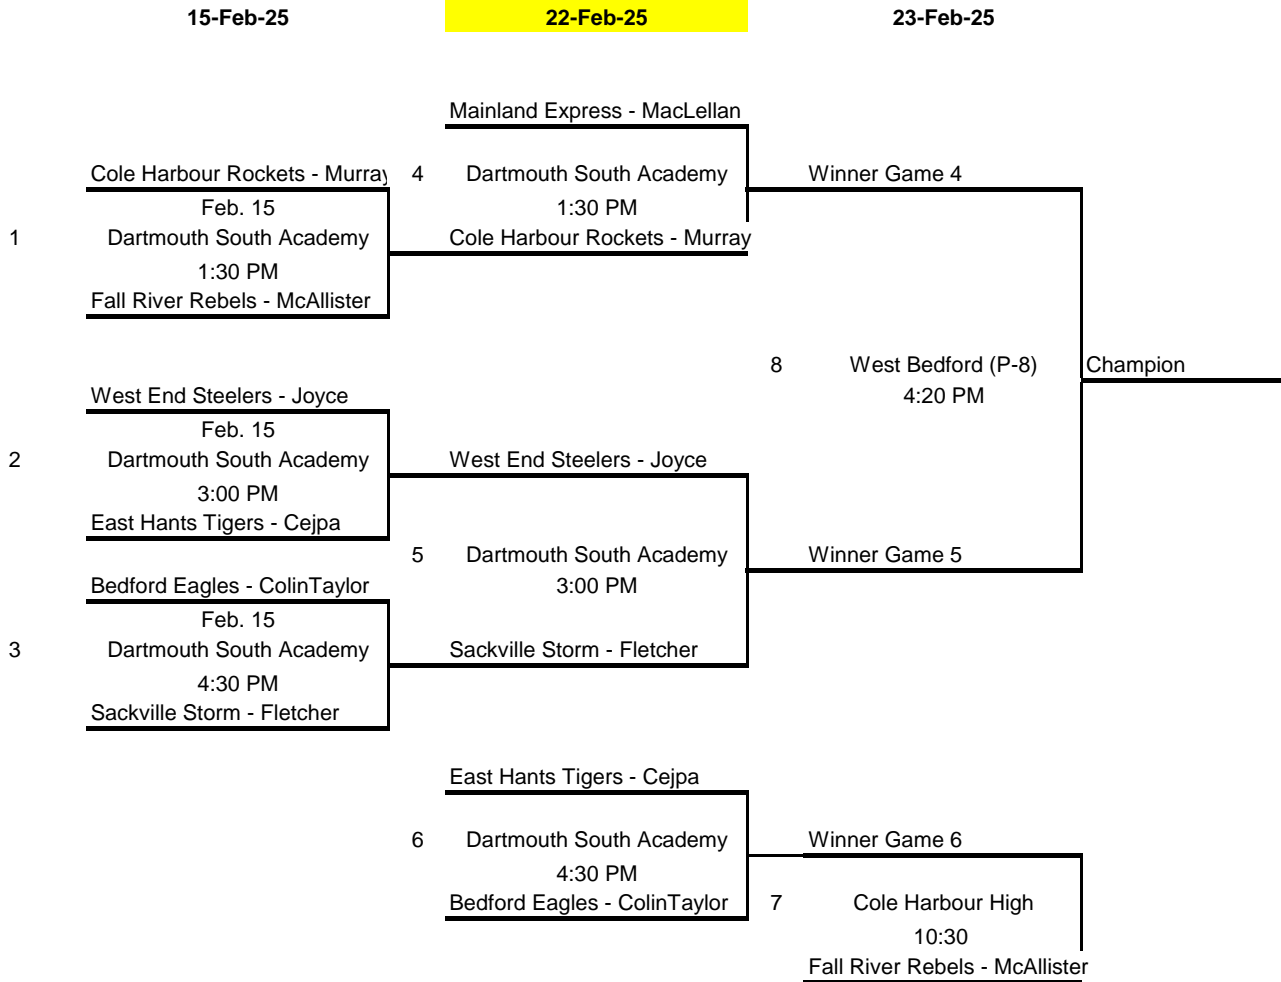 15-Feb-25 22-Feb-25 23-Feb-25
Mainland Express - MacLellan
Cole Harbour Rockets - Murray 4 Dartmouth South Academy Winner Game 4
Feb. 15 1:30 PM
1 Dartmouth South Academy Cole Harbour Rockets - Murray
1:30 PM
Fall River Rebels - McAllister
8 West Bedford (P-8) Champion
West End Steelers - Joyce 4:20 PM
Feb. 15
2 Dartmouth South Academy West End Steelers - Joyce
3:00 PM
East Hants Tigers - Cejpa
5 Dartmouth South Academy Winner Game 5
Bedford Eagles - ColinTaylor 3:00 PM
Feb. 15
3 Dartmouth South Academy Sackville Storm - Fletcher
4:30 PM
Sackville Storm - Fletcher
East Hants Tigers - Cejpa
6 Dartmouth South Academy Winner Game 6
4:30 PM
Bedford Eagles - ColinTaylor 7 Cole Harbour High
10:30
Fall River Rebels - McAllister